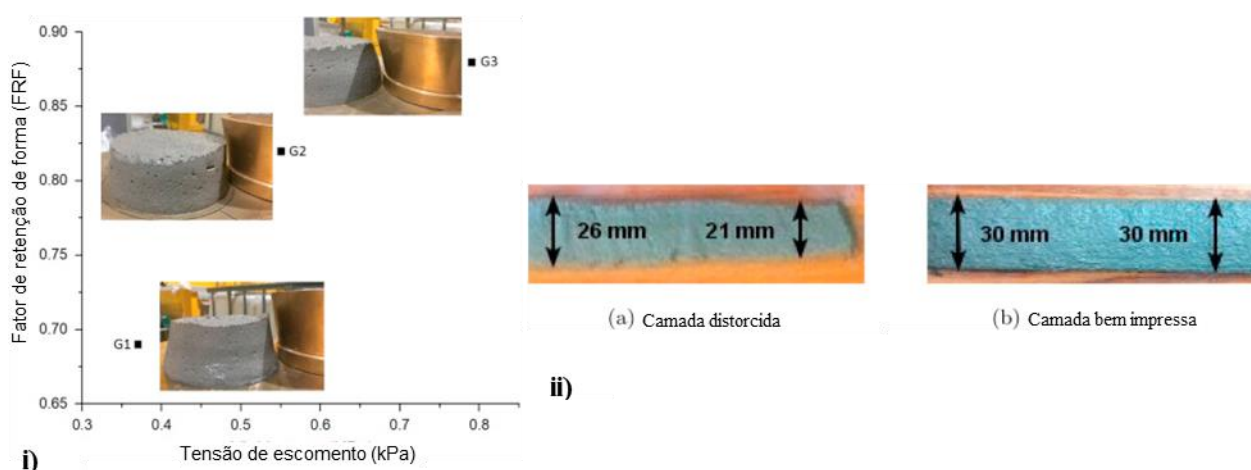 Fator de retenção de forma (FRF)
0.90
0.85
0.80
0.75
0.70
0.65
G3
G2
G1
0.3 0.4 0.5 0.6 0.7 0.8
Tensão de escomento (kPa)
i)
26 mm 21 mm
(a) Camada distorcida
30 mm 30 mm
(b) Camada bem impressa
ii)